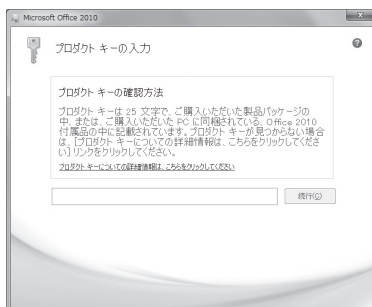 Microsoft Office 2010
プロダクト キーの入力
プロダクト キーの確認方法
プロダクト キーは 25 文字で、ご購入いただいた製品パッケージの
中、または、ご購入いただいた PC に同梱されている、Office 2010
付属品の中に記載されています。プロダクト キーが見つからない場合
は、[プロダクト キーについての詳細情報は、こちらをクリックしてくださ
い] リンクをクリックしてください。
プロダクト キーについての詳細情報は、こちらをクリックしてください
続行(C)